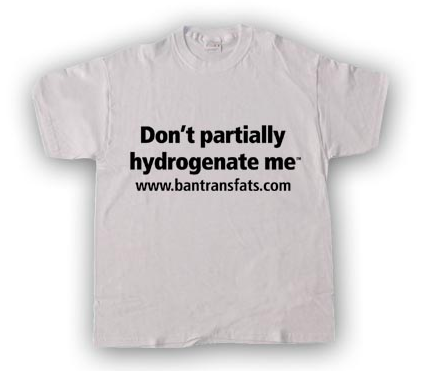 Don't partially
hydrogenate me™
www.bantransfats.com